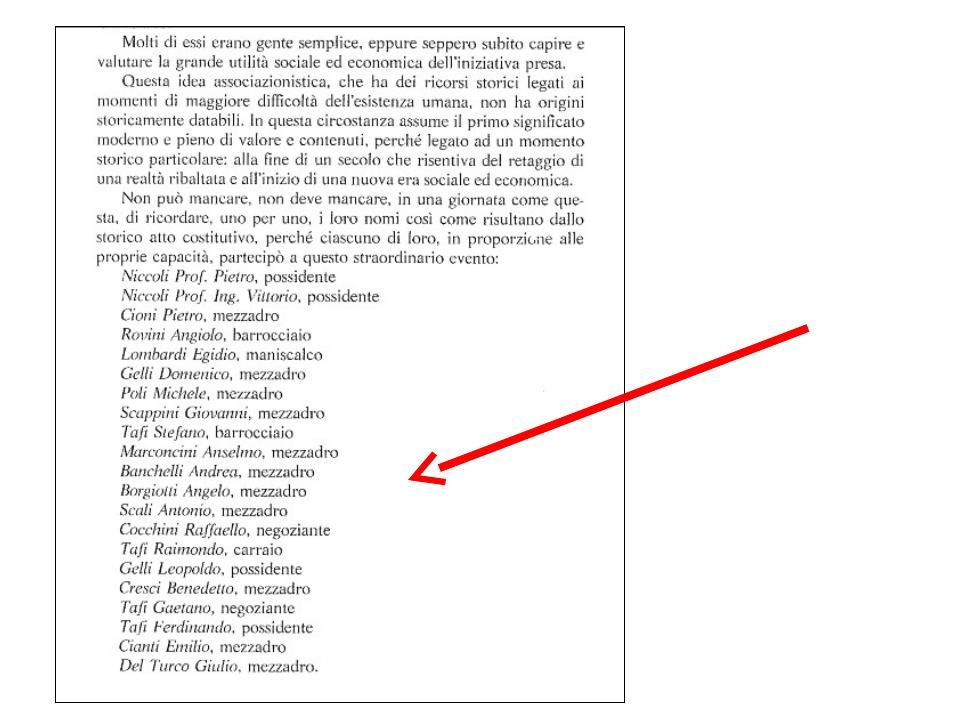 Molti di essi erano gente semplice, eppure seppero subito capire e
valutare la grande utilità sociale ed economica dell'iniziativa presa.
Questa idea associazionistica, che ha dei ricorsi storici legati ai
momenti di maggiore difficoltà dell'esistenza umana, non ha origini
storicamente databili. In questa circostanza assume il primo significato
moderno e pieno di valore e contenuti, perché legato ad un momento
storico particolare: alla fine di un secolo che risentiva del retaggio di
una realtà ribaltata e all'inizio di una nuova era sociale ed economica.
Non può mancare, non deve mancare, in una giornata come que-
sta, di ricordare, uno per uno, i loro nomi così come risultano dallo
storico atto costitutivo, perché ciascuno di loro, in proporzione alle
proprie capacità, partecipò a questo straordinario evento:
Niccoli Prof. Pietro, possidente
Niccoli Prof. Ing. Vittorio, possidente
Cioni Pietro, mezzadro
Rovini Angiolo, barrocciaio
Lombardi Egidio, maniscalco
Gelli Domenico, mezzadro
Poli Michele, mezzadro
Scappini Giovanni, mezzadro
Tafi Stefano, barrocciaio
Marconcini Anselmo, mezzadro
Banchelli Andrea, mezzadro
Borgiotti Angelo, mezzadro
Scali Antonio, mezzadro
Cocchini Raffaello, negoziante
Tafi Raimondo, carraio
Gelli Leopoldo, possidente
Cresci Benedetto, mezzadro
Tafi Gaetano, negoziante
Tafi Ferdinando, possidente
Cianti Emilio, mezzadro
Del Turco Giulio, mezzadro.